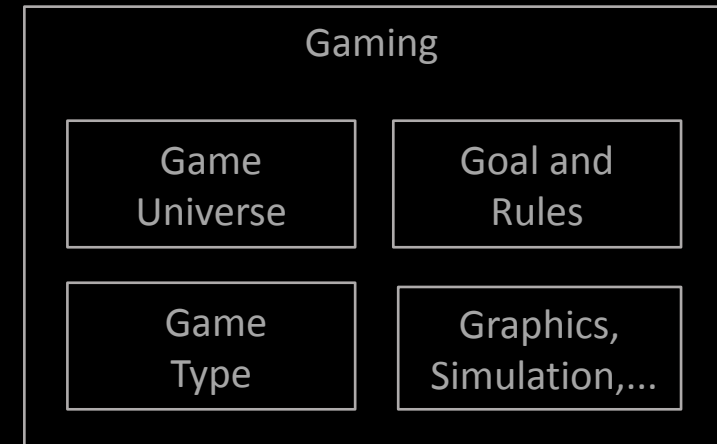 Gaming
Game
Universe
Goal and
Rules
Game
Type
Graphics,
Simulation,...